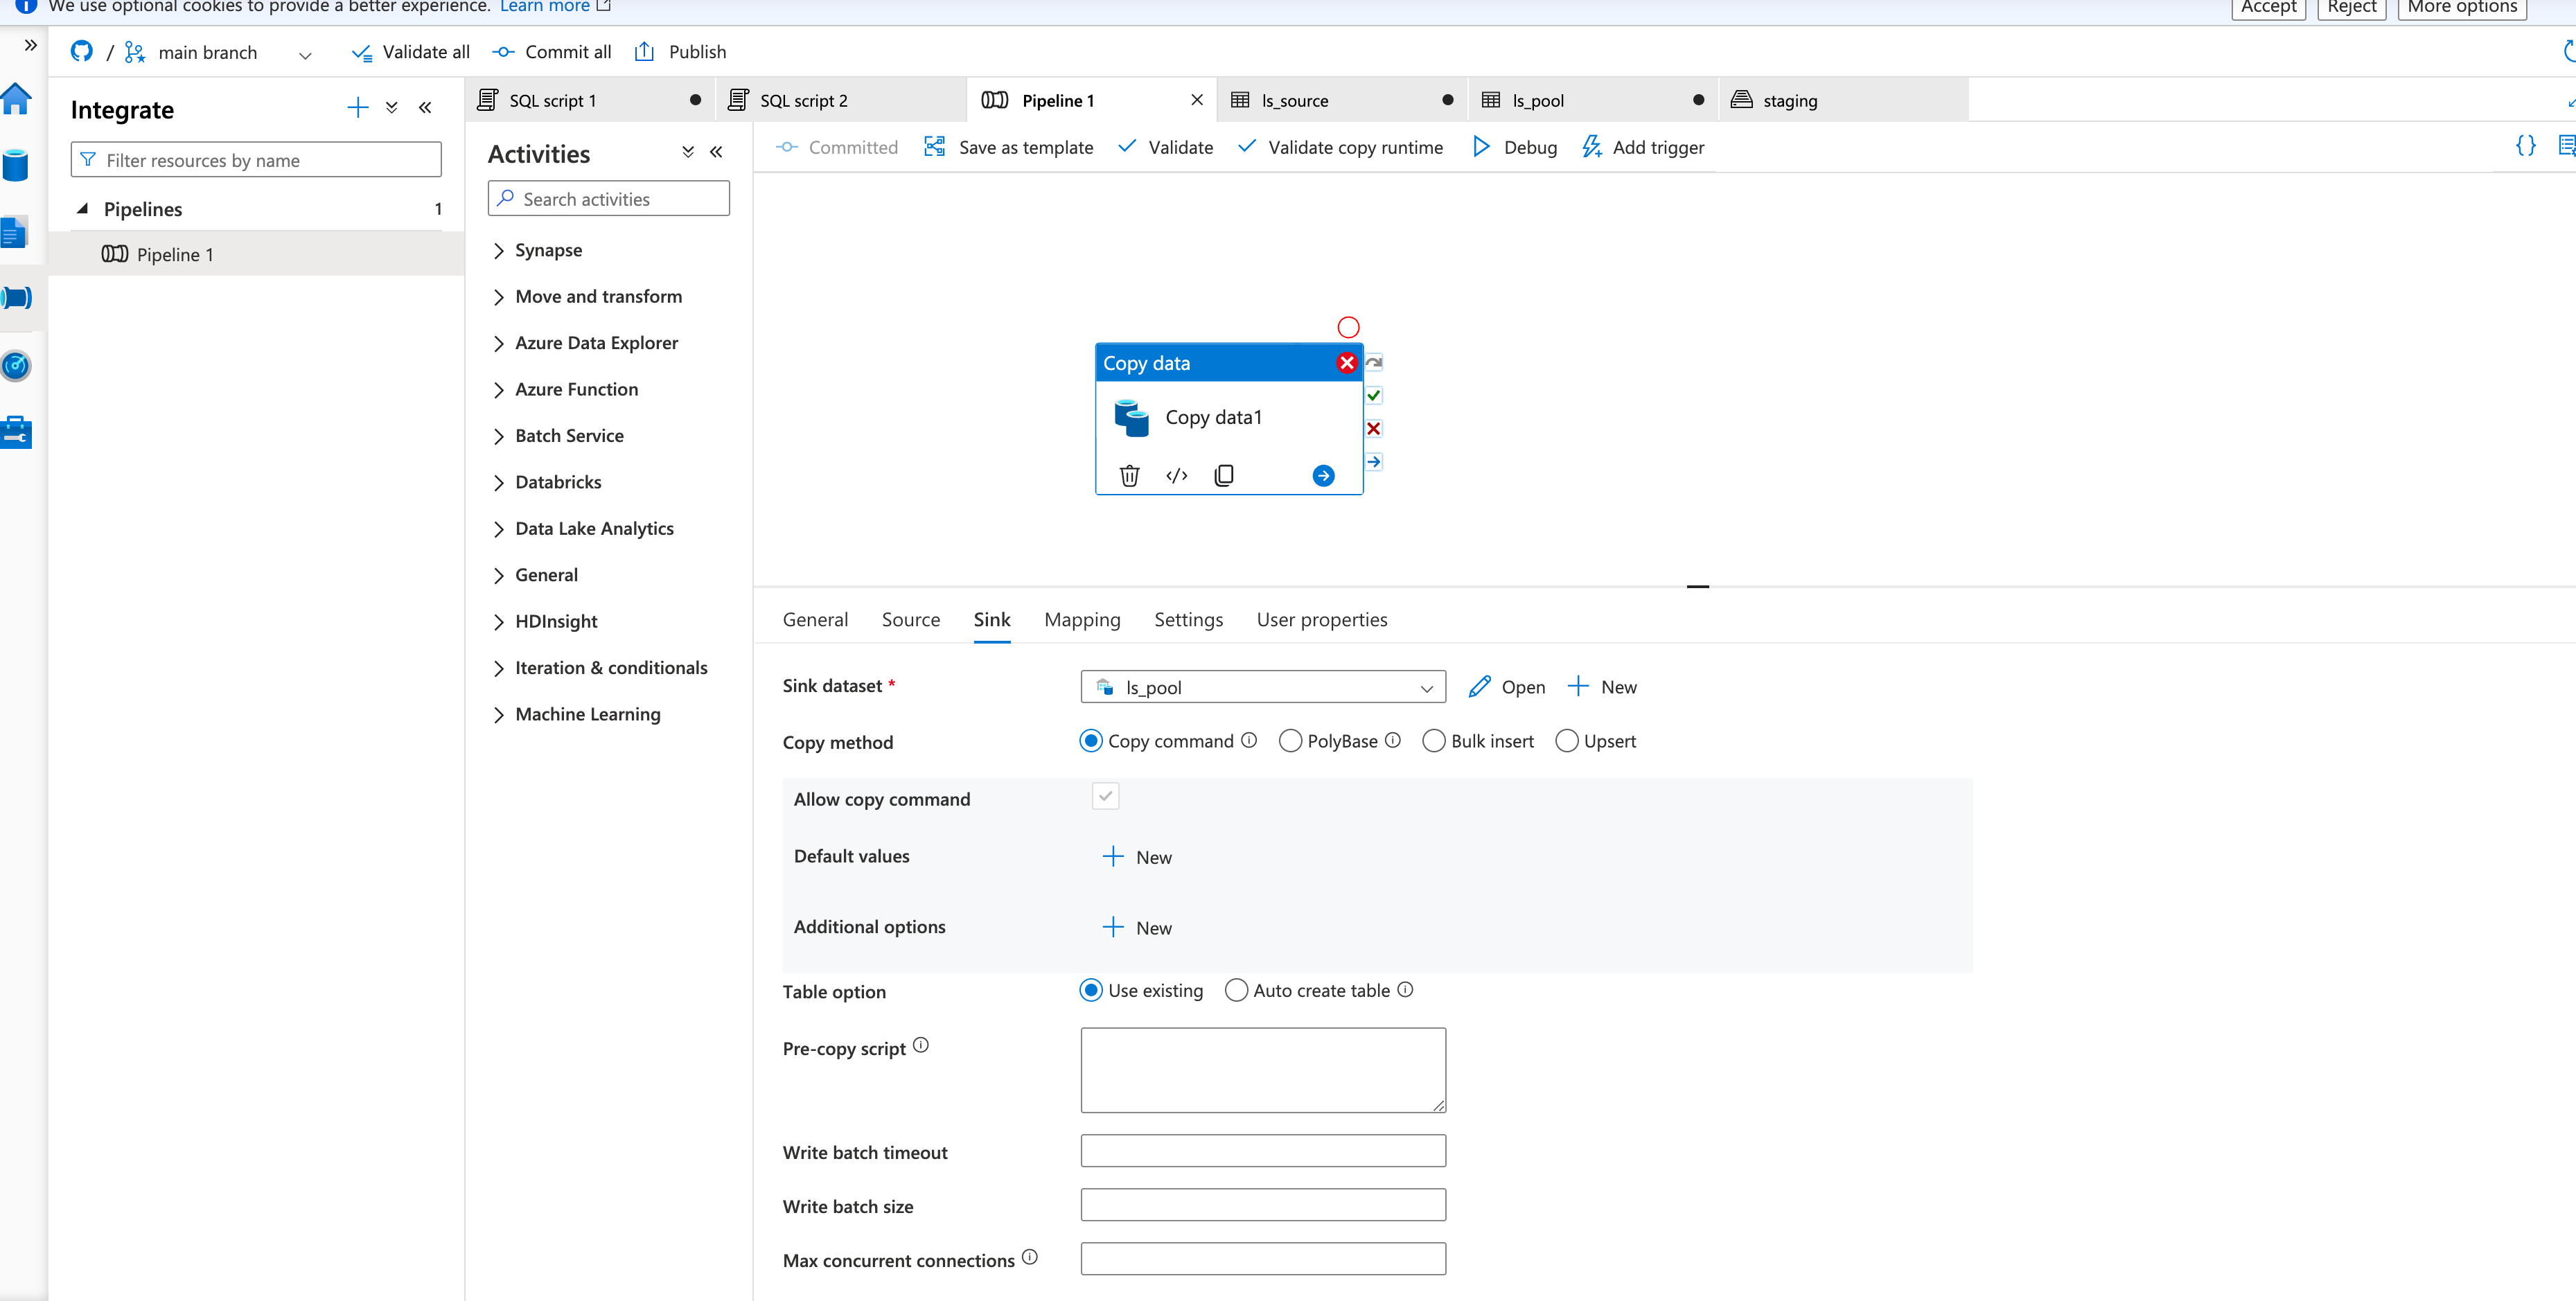 We use optional cookies to provide a better experience. Learn more
Accept Reject More options
/ main branch Validate all Commit all Publish
Integrate
Filter resources by name
Pipelines 1
Pipeline 1
SQL script 1 SQL script 2 Pipeline 1 ls_source ls_pool staging
Activities
Search activities
Synapse
Move and transform
Azure Data Explorer
Azure Function
Batch Service
Databricks
Data Lake Analytics
General
HDInsight
Iteration & conditionals
Machine Learning
Committed Save as template Validate Validate copy runtime Debug Add trigger {}
Copy data
Copy data1
General Source Sink Mapping Settings User properties
Sink dataset * ls_pool Open New
Copy method Copy command PolyBase Bulk insert Upsert
Allow copy command
Default values New
Additional options New
Table option Use existing Auto create table
Pre-copy script
Write batch timeout
Write batch size
Max concurrent connections